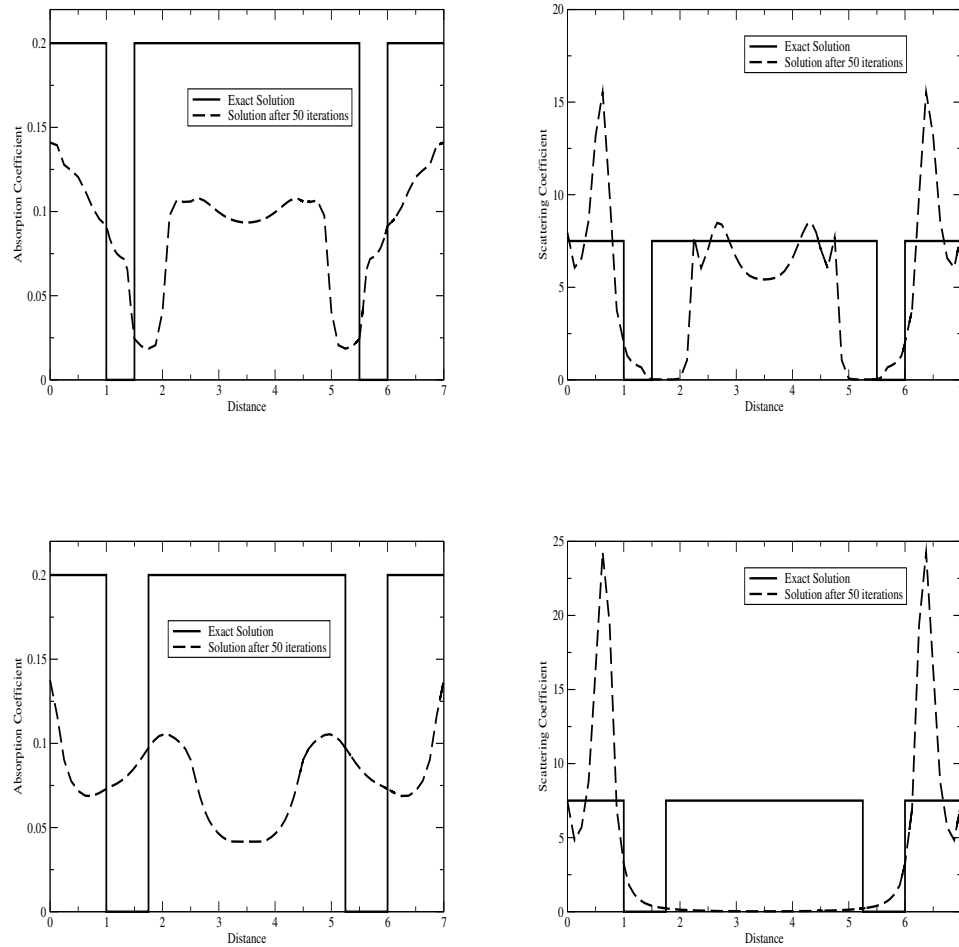 0.2
0.15
0.1
0.05
0
Absorption Coefficient
Exact Solution
Solution after 50 iterations
0 1 2 3 4 5 6 7
Distance
20
15
10
5
0
Scattering Coefficient
Exact Solution
Solution after 50 iterations
0 1 2 3 4 5 6
Distance
0.2
0.15
0.1
0.05
0
Absorption Coefficient
Exact Solution
Solution after 50 iterations
0 1 2 3 4 5 6 7
Distance
25
20
15
10
5
0
Scattering Coefficient
Exact Solution
Solution after 50 iterations
0 1 2 3 4 5 6
Distance